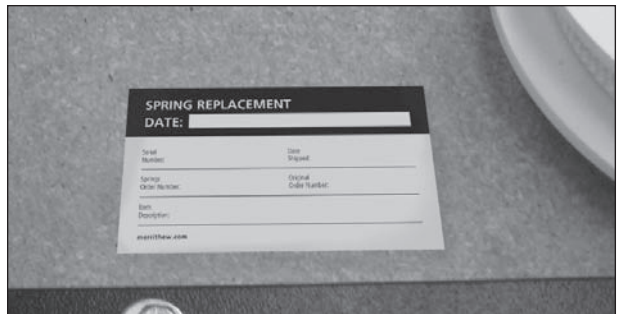 SPRING REPLACEMENT
DATE:
Serial
Number:
Date
Shipped:
Springs
Order Number:
Original
Order Number:
Item
Description:
merrithew.com